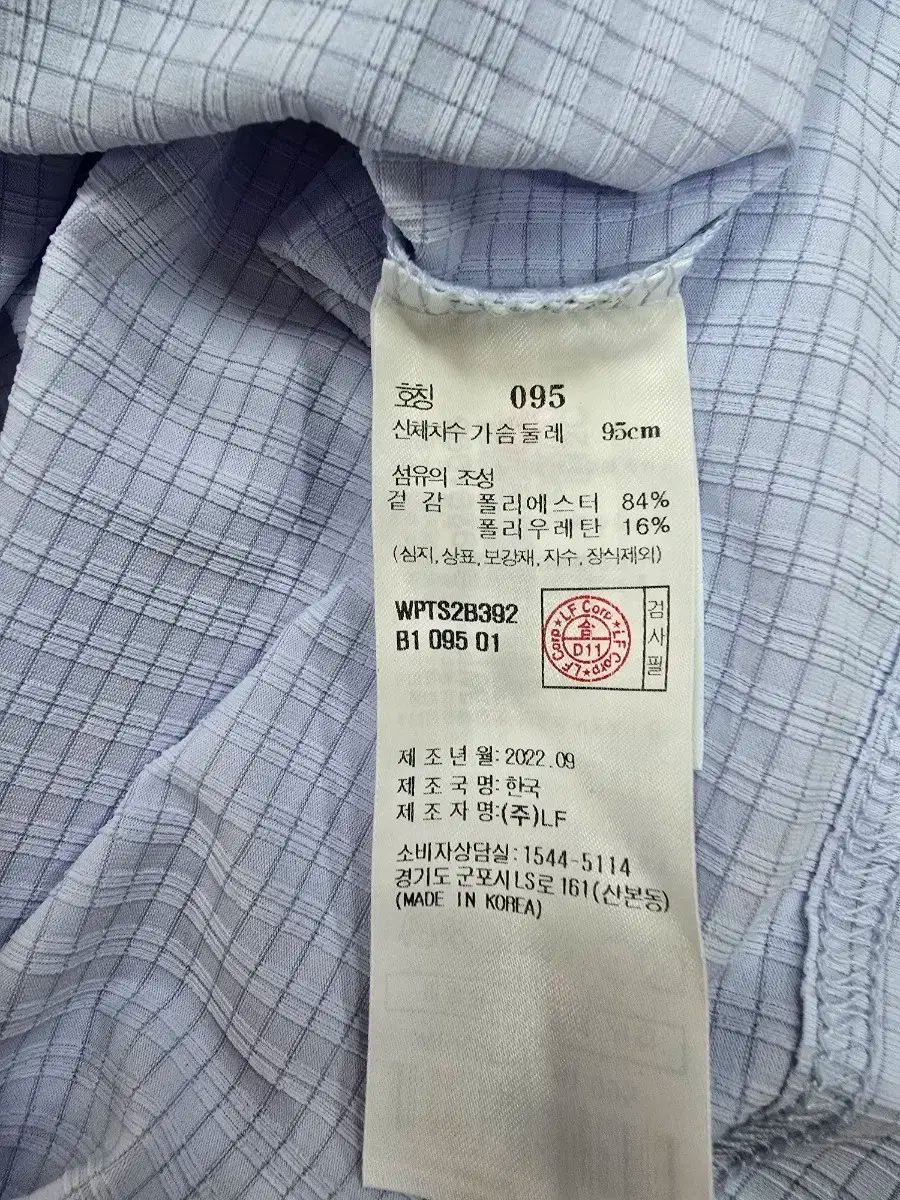 호칭 095
신체치수 가슴둘레 95cm
섬유의 조성
겉감 폴리에스터 84%
폴리우레탄 16%
(심지, 상표, 보강재, 자수, 장식제외)
WPTS2B392
B1 095 01
LF Corp ★ LF Corp ★ LF Corp ★
合
D11
검사필
제조년월: 2022.09
제조국명: 한국
제조자명: (주)LF
소비자상담실: 1544-5114
경기도 군포시 LS로 161(산본동)
(MADE IN KOREA)